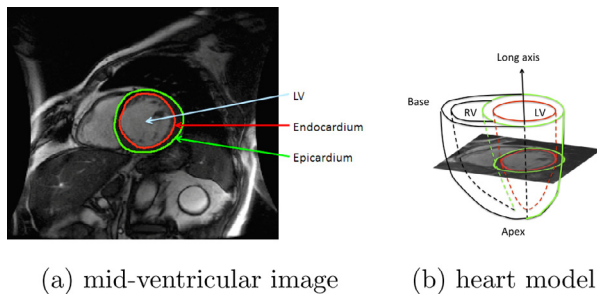 LV
Endocardium
Epicardium
Long axis
Base
RV
LV
Apex
(a) mid-ventricular image
(b) heart model